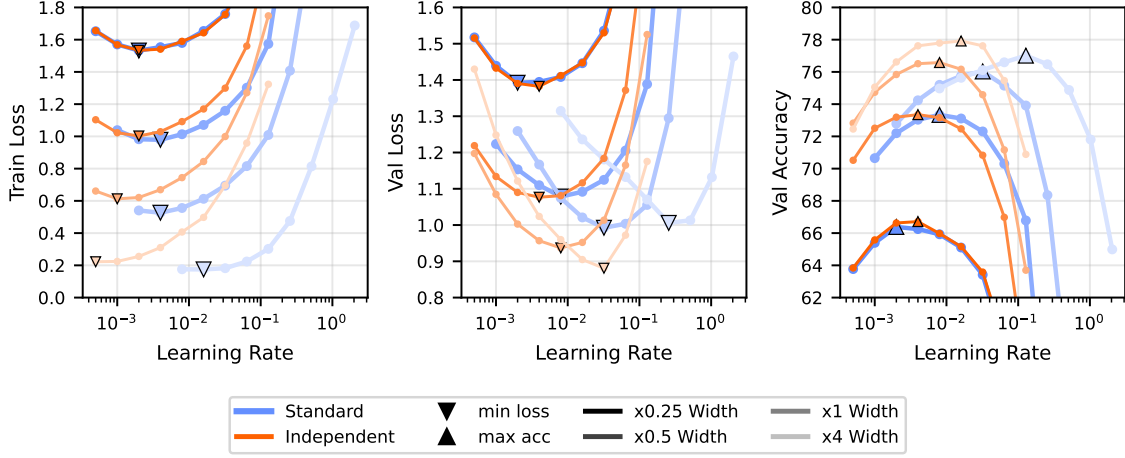 1.8
1.6
1.4
1.2
1.0
0.8
0.6
0.4
0.2
0.0
Train Loss
10⁻³ 10⁻² 10⁻¹ 10⁰
Learning Rate
1.6
1.5
1.4
1.3
1.2
1.1
1.0
0.9
0.8
Val Loss
10⁻³ 10⁻² 10⁻¹ 10⁰
Learning Rate
80
78
76
74
72
70
68
66
64
62
Val Accuracy
10⁻³ 10⁻² 10⁻¹ 10⁰
Learning Rate
Standard min loss x0.25 Width x1 Width
Independent max acc x0.5 Width x4 Width